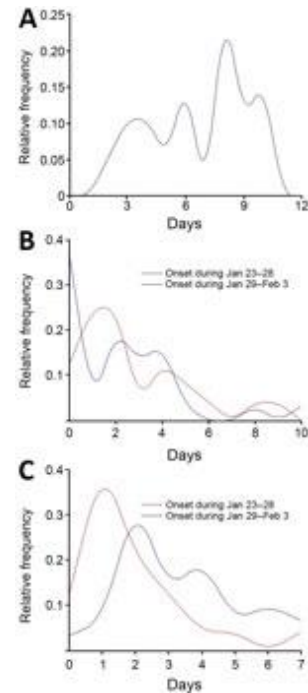 A
Relative frequency
0.25
0.20
0.15
0.10
0.05
0
0 3 6 9 12
Days
B
Relative frequency
0.4
0.3
0.2
0.1
Onset during Jan 23–28
Onset during Jan 29–Feb 3
0 2 4 6 8 10
Days
C
Relative frequency
0.4
0.3
0.2
0.1
Onset during Jan 23–28
Onset during Jan 29–Feb 3
0 1 2 3 4 5 6 7
Days